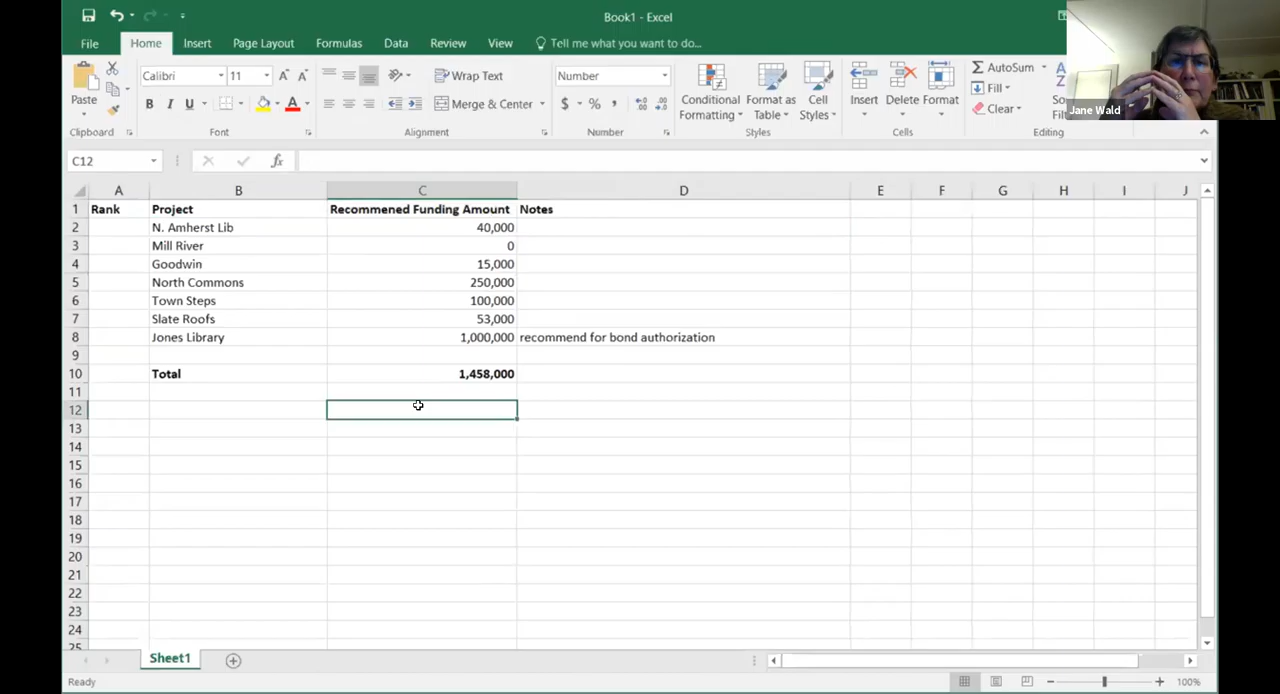 Book1 - Excel
File Home Insert Page Layout Formulas Data Review View Tell me what you want to do...
Calibri 11 A A Wrap Text Number AutoSum
Paste B I U A Merge & Center $ % , Conditional Formatting Format as Table Cell Styles Insert Delete Format Fill Clear
Clipboard Font Alignment Number Styles Cells Editing
Jane Wald
C12 fx
A B C D E F G H I J
1 Rank Project Recommened Funding Amount Notes
2 N. Amherst Lib 40,000
3 Mill River 0
4 Goodwin 15,000
5 North Commons 250,000
6 Town Steps 100,000
7 Slate Roofs 53,000
8 Jones Library 1,000,000 recommend for bond authorization
9
10 Total 1,458,000
11
12
13
14
15
16
17
18
19
20
21
22
23
24
25
Sheet1
Ready 100%